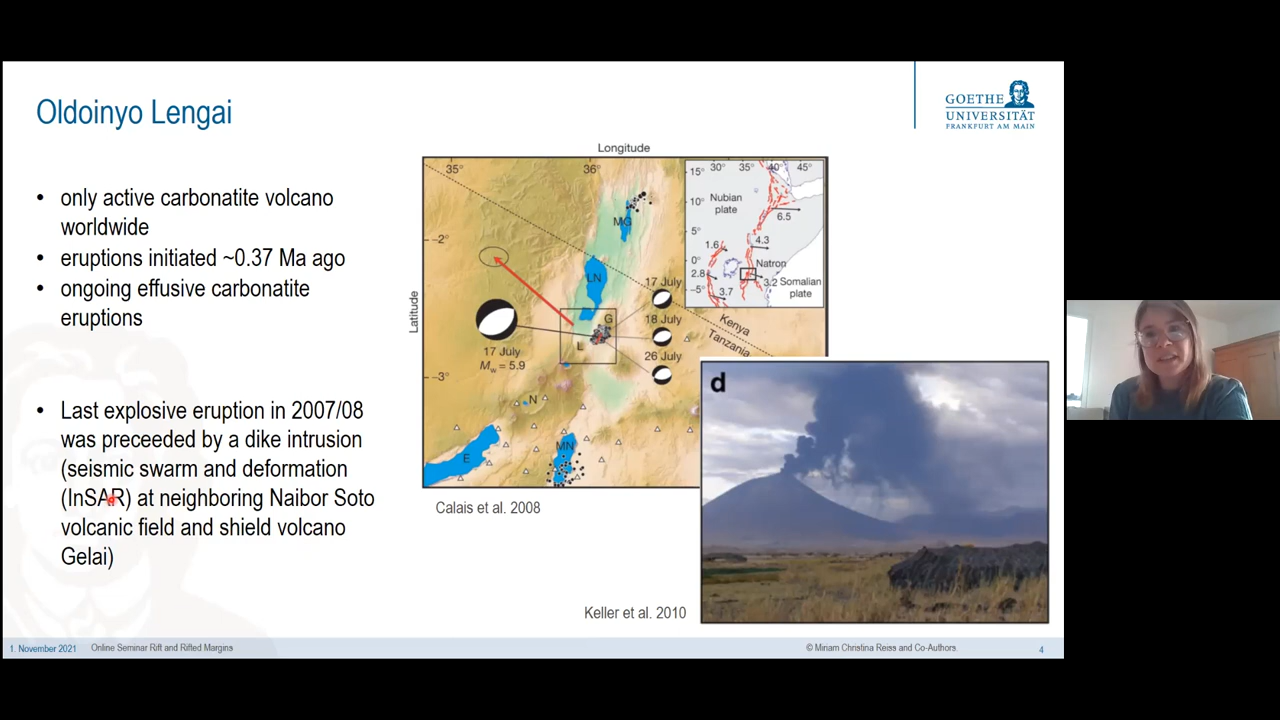 Oldoinyo Lengai
GOETHE
UNIVERSITÄT
FRANKFURT AM MAIN
• only active carbonatite volcano
worldwide
• eruptions initiated ~0.37 Ma ago
• ongoing effusive carbonatite
eruptions
• Last explosive eruption in 2007/08
was preceeded by a dike intrusion
(seismic swarm and deformation
(InSAR) at neighboring Naibor Soto
volcanic field and shield volcano
Gelai)
Longitude
35°
36°
Latitude
–2°
–3°
MG
LN
G
L
N
E
MN
17 July
Mw = 5.9
17 July
18 July
26 July
Kenya
Tanzania
30° 35° 40° 45°
15°
10°
5°
0°
–5°
Nubian
plate
6.5
4.3
1.6
Natron
2.8
3.2
Somalian
plate
3.7
Calais et al. 2008
d
Keller et al. 2010
1. November 2021 Online Seminar Rift and Rifted Margins © Miriam Christina Reiss and Co-Authors. 4